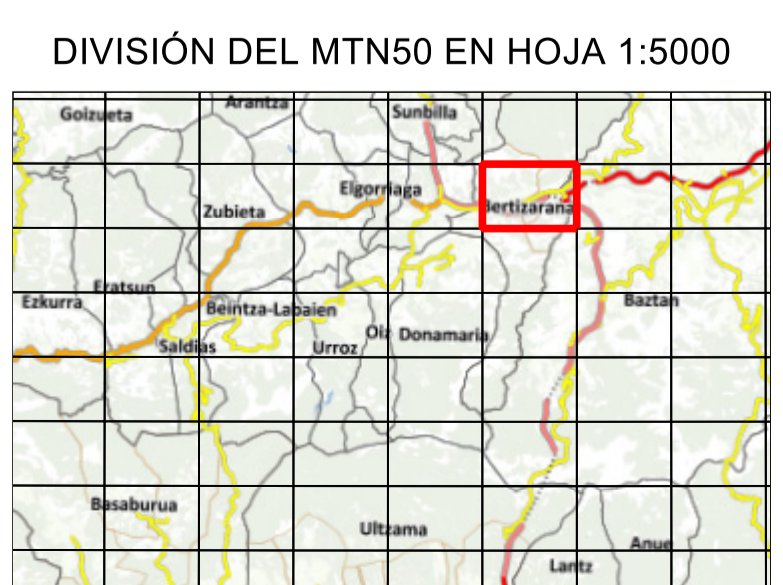 DIVISIÓN DEL MTN50 EN HOJA 1:5000
Arantza
Goizueta
Sunbilla
Elgorriaga
Bertizarana
Zubieta
Eratsun
Ezkurra
Baztan
Beintza-Labaien
Oiz
Donamaria
Saldias
Urroz
Basaburua
Ultzama
Anue
Lantz